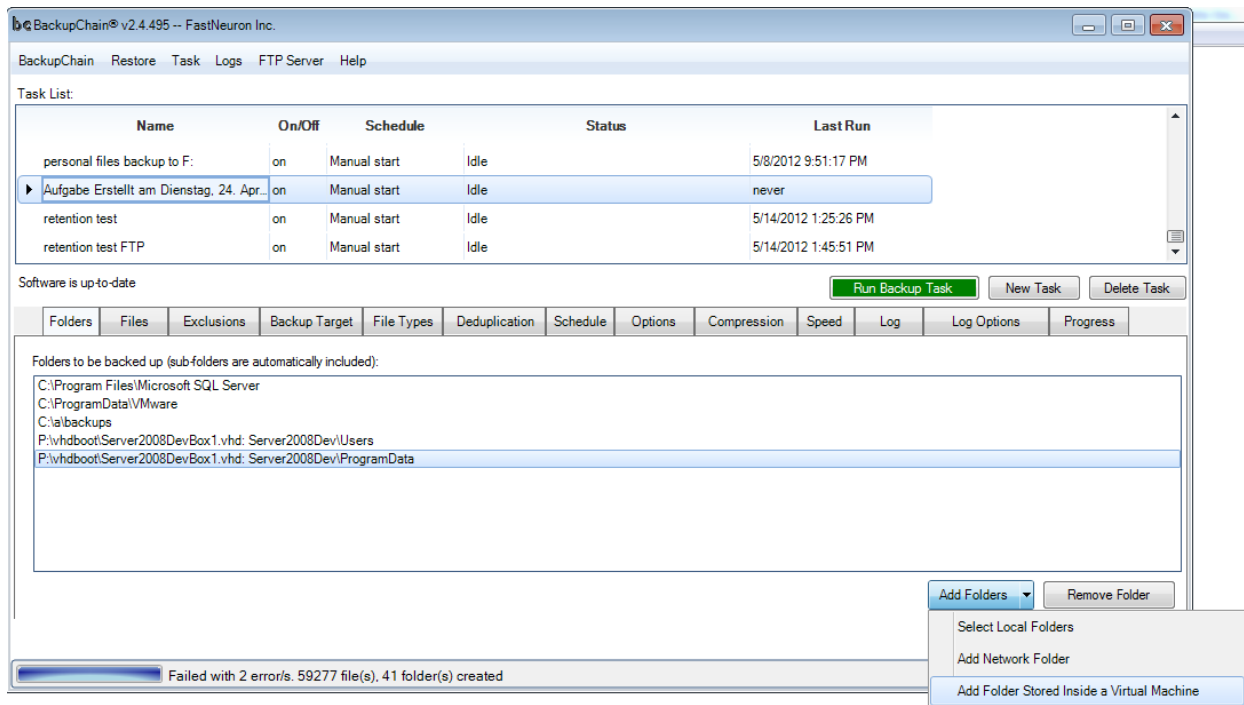 bc BackupChain® v2.4.495 -- FastNeuron Inc.
BackupChain Restore Task Logs FTP Server Help
Task List:
Name On/Off Schedule Status Last Run
personal files backup to F: on Manual start Idle 5/8/2012 9:51:17 PM
Aufgabe Erstellt am Dienstag, 24. Apr... on Manual start Idle never
retention test on Manual start Idle 5/14/2012 1:25:26 PM
retention test FTP on Manual start Idle 5/14/2012 1:45:51 PM
Software is up-to-date
Run Backup Task New Task Delete Task
Folders Files Exclusions Backup Target File Types Deduplication Schedule Options Compression Speed Log Log Options Progress
Folders to be backed up (sub-folders are automatically included):
C:\Program Files\Microsoft SQL Server
C:\ProgramData\VMware
C:\a\backups
P:\vhdboot\Server2008DevBox1.vhd: Server2008Dev\Users
P:\vhdboot\Server2008DevBox1.vhd: Server2008Dev\ProgramData
Add Folders Remove Folder
Select Local Folders
Add Network Folder
Add Folder Stored Inside a Virtual Machine
Failed with 2 error/s. 59277 file(s), 41 folder(s) created